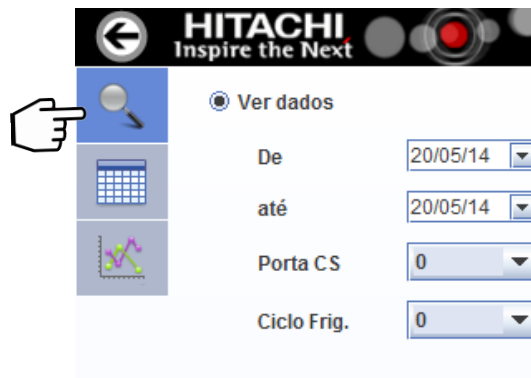 HITACHI
Inspire the Next
Ver dados
De 20/05/14
até 20/05/14
Porta CS 0
Ciclo Frig. 0